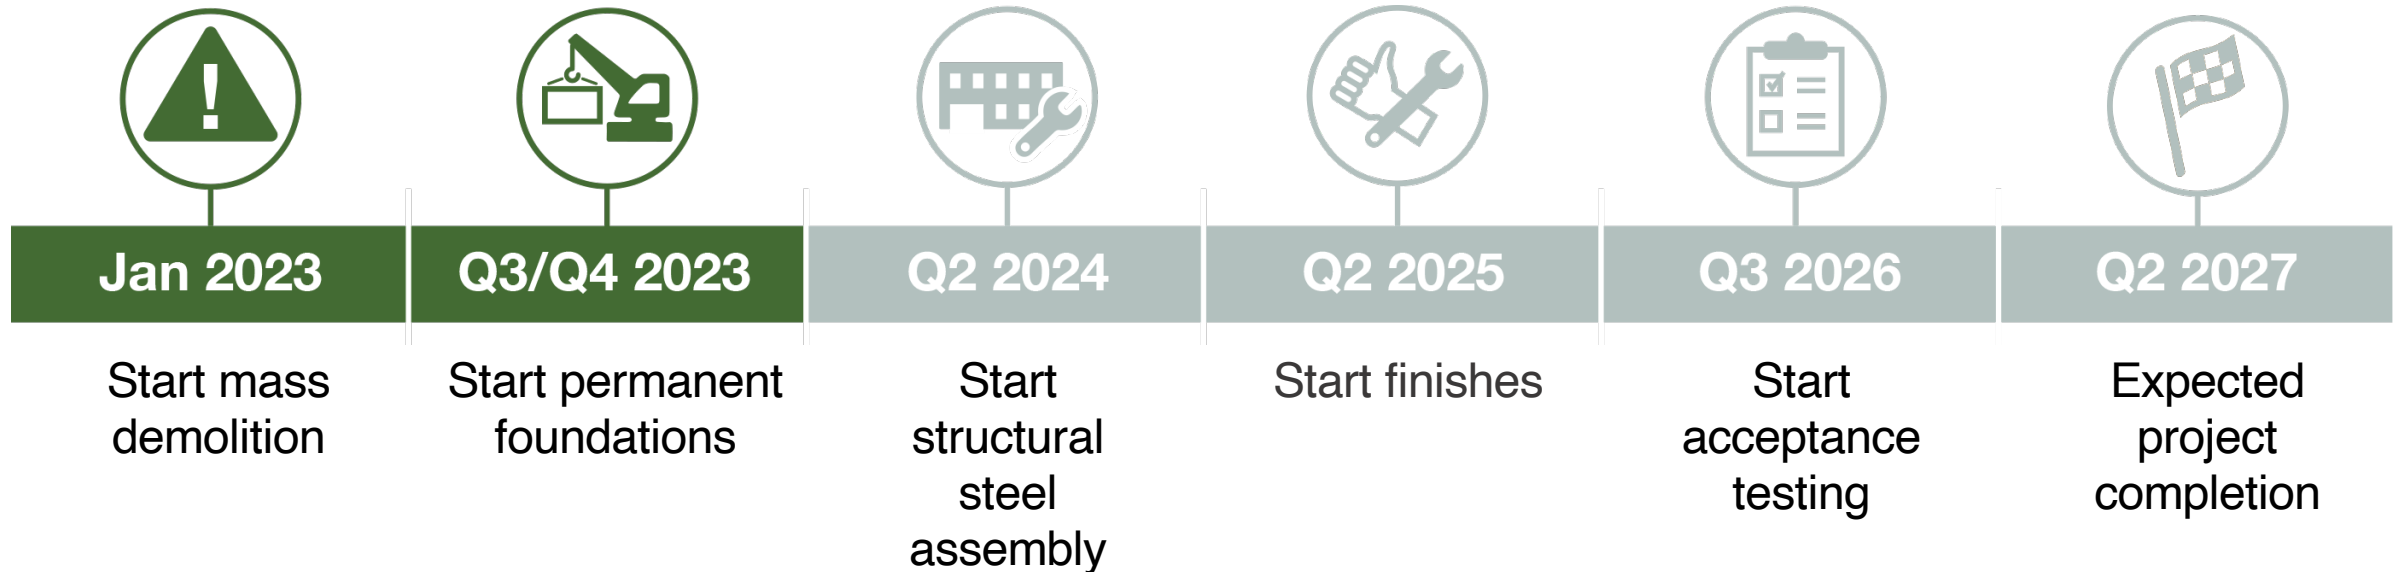 Jan 2023
Q3/Q4 2023
Q2 2024
Q2 2025
Q3 2026
Q2 2027
Start mass
demolition
Start permanent
foundations
Start
structural
steel
assembly
Start finishes
Start
acceptance
testing
Expected
project
completion